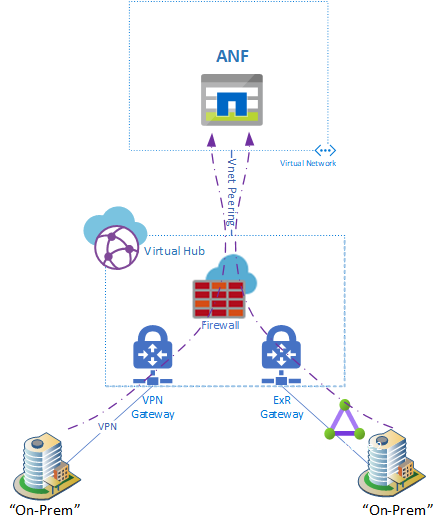 ANF
Virtual Network
Vnet Peering
Virtual Hub
Firewall
VPN
Gateway
ExR
Gateway
VPN
“On-Prem”
“On-Prem”